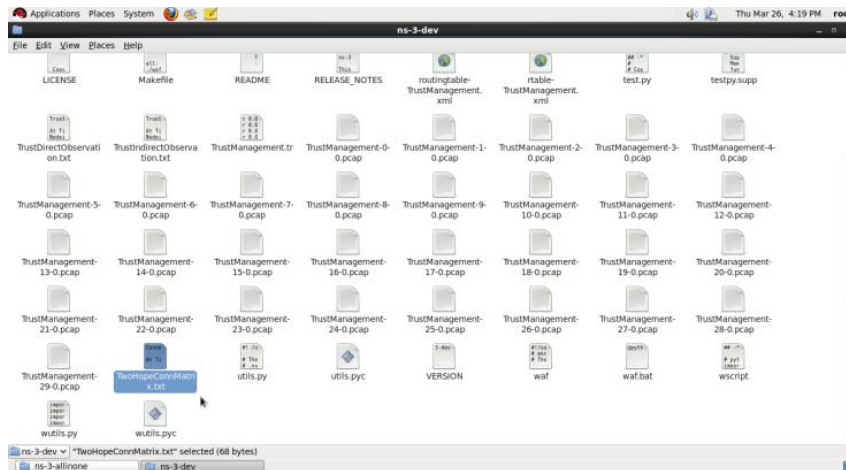 Applications Places System
Thu Mar 26, 4:19 PM
ns-3-dev
File Edit View Places Help
LICENSE
Makefile
README
RELEASE_NOTES
routingtable-
TrustManagement.
xml
rtable-
TrustManagement.
xml
test.py
testpy.supp
TrustDirectObservati
on.txt
TrustIndirectObserva
tion.txt
TrustManagement.tr
TrustManagement-0-
0.pcap
TrustManagement-1-
0.pcap
TrustManagement-2-
0.pcap
TrustManagement-3-
0.pcap
TrustManagement-4-
0.pcap
TrustManagement-5-
0.pcap
TrustManagement-6-
0.pcap
TrustManagement-7-
0.pcap
TrustManagement-8-
0.pcap
TrustManagement-9-
0.pcap
TrustManagement-
10-0.pcap
TrustManagement-
11-0.pcap
TrustManagement-
12-0.pcap
TrustManagement-
13-0.pcap
TrustManagement-
14-0.pcap
TrustManagement-
15-0.pcap
TrustManagement-
16-0.pcap
TrustManagement-
17-0.pcap
TrustManagement-
18-0.pcap
TrustManagement-
19-0.pcap
TrustManagement-
20-0.pcap
TrustManagement-
21-0.pcap
TrustManagement-
22-0.pcap
TrustManagement-
23-0.pcap
TrustManagement-
24-0.pcap
TrustManagement-
25-0.pcap
TrustManagement-
26-0.pcap
TrustManagement-
27-0.pcap
TrustManagement-
28-0.pcap
TrustManagement-
29-0.pcap
TwoHopeConnMatri
x.txt
utils.py
utils.pyc
VERSION
waf
waf.bat
wscript
wutils.py
wutils.pyc
ns-3-dev "TwoHopeConnMatrix.txt" selected (68 bytes)
ns-3-allinone ns-3-dev